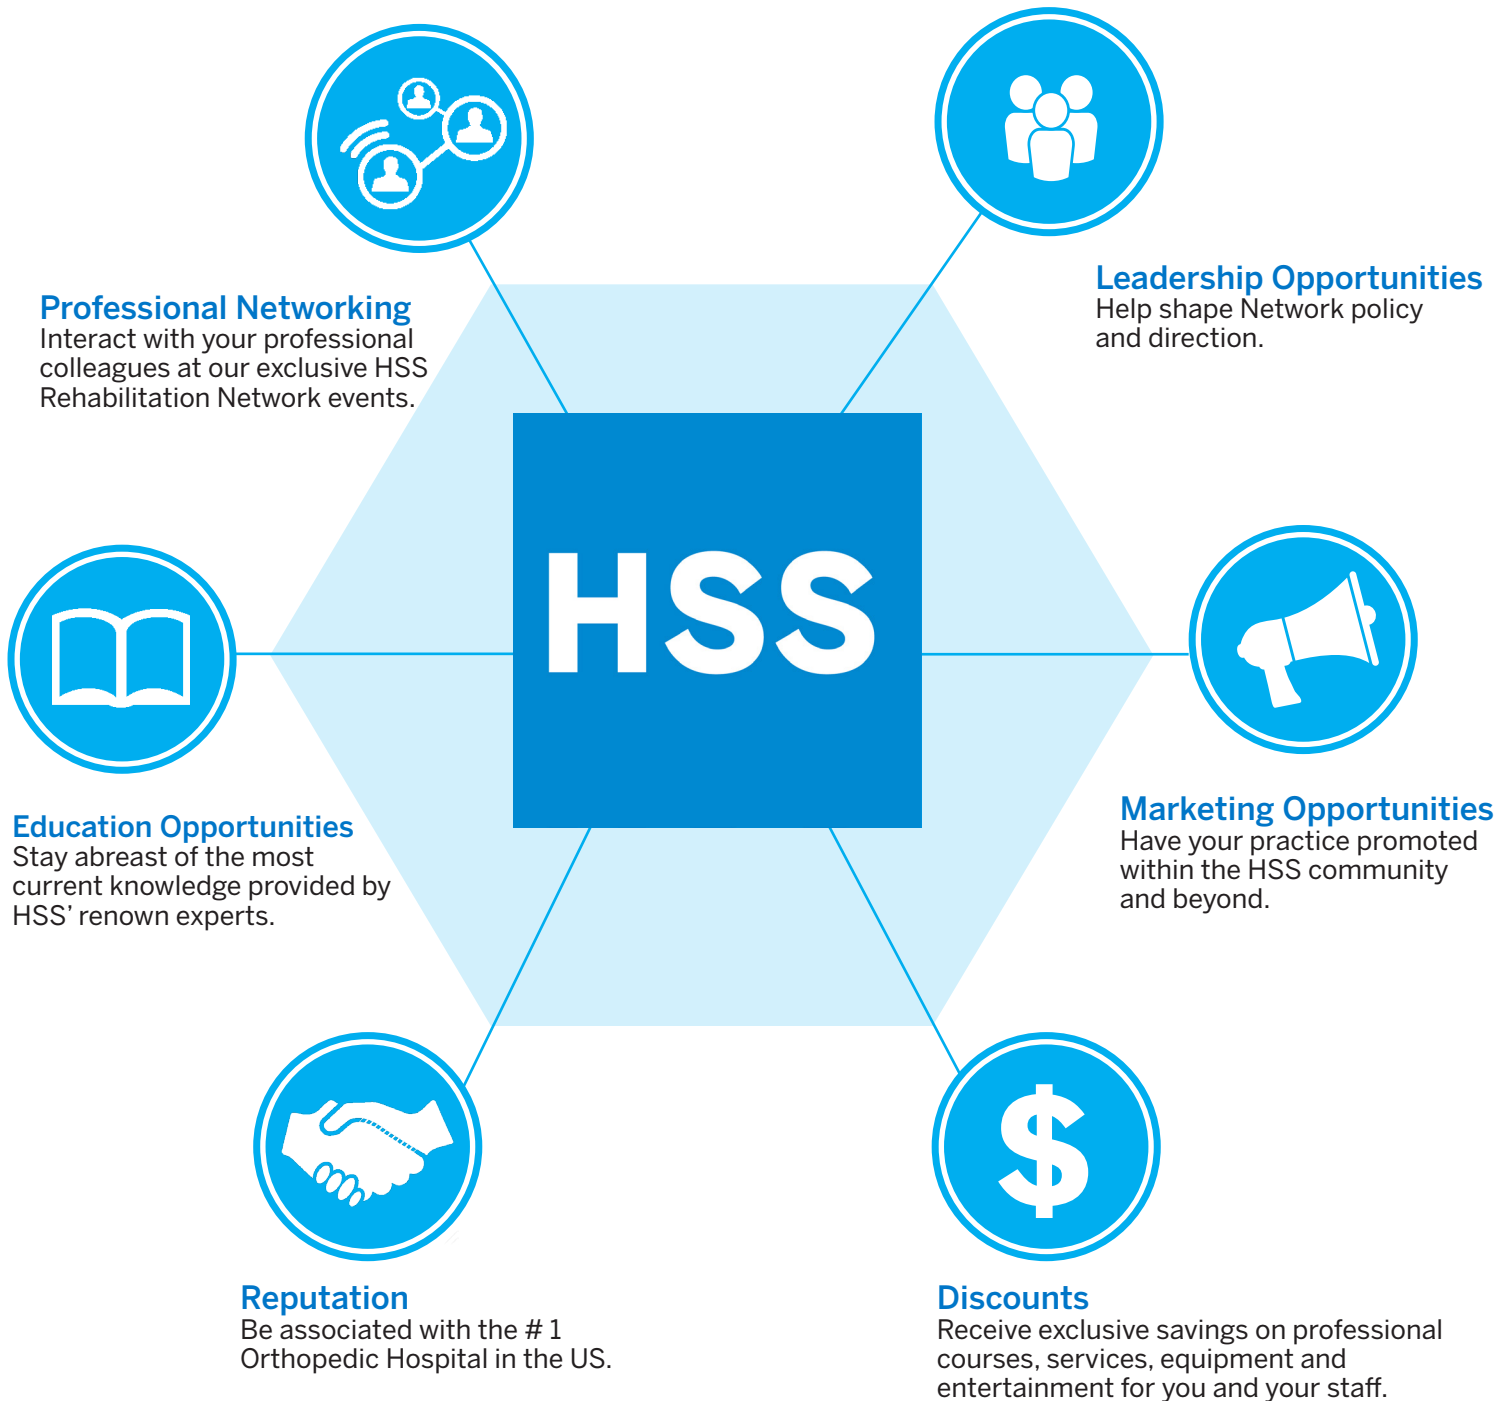 Professional Networking
Interact with your professional
colleagues at our exclusive HSS
Rehabilitation Network events.
Leadership Opportunities
Help shape Network policy
and direction.
HSS
Education Opportunities
Stay abreast of the most
current knowledge provided by
HSS’ renown experts.
Marketing Opportunities
Have your practice promoted
within the HSS community
and beyond.
$
Reputation
Be associated with the # 1
Orthopedic Hospital in the US.
Discounts
Receive exclusive savings on professional
courses, services, equipment and
entertainment for you and your staff.